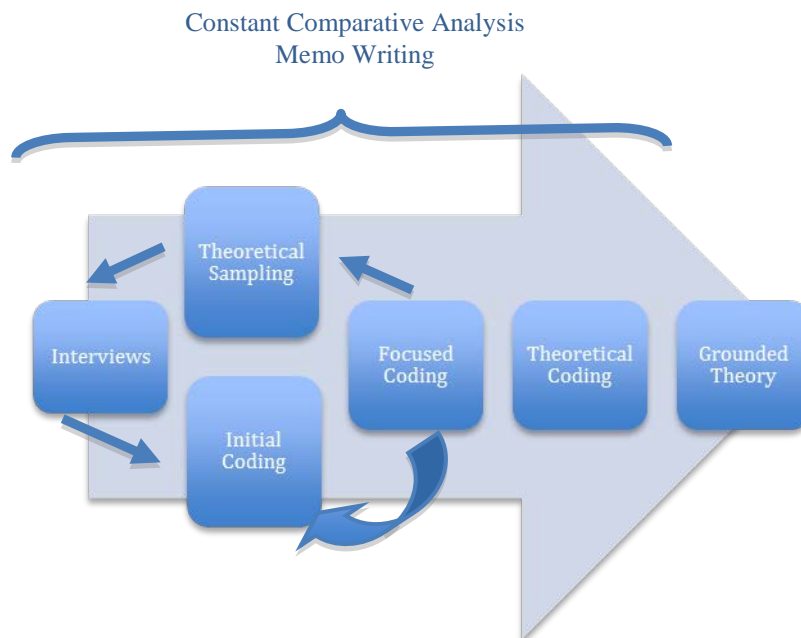 Constant Comparative Analysis
Memo Writing
Theoretical
Sampling
Interviews
Initial
Coding
Focused
Coding
Theoretical
Coding
Grounded
Theory